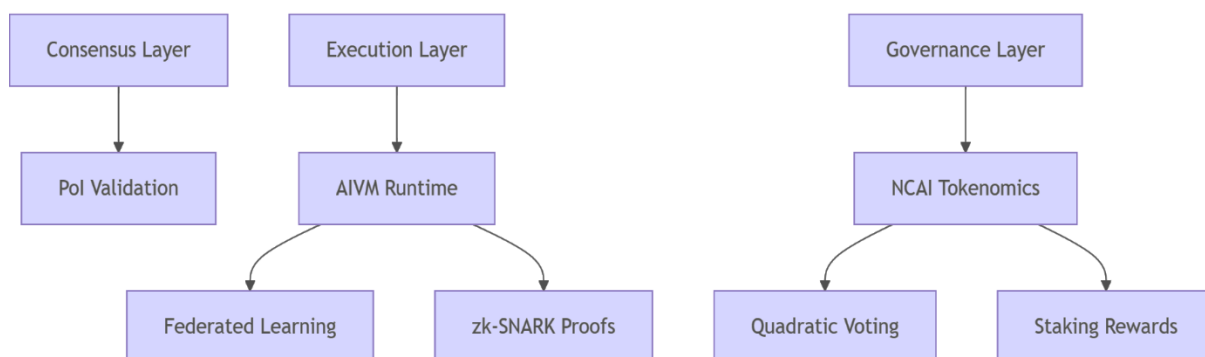 Consensus Layer
Execution Layer
Governance Layer
PoI Validation
AIVM Runtime
NCAI Tokenomics
Federated Learning
zk-SNARK Proofs
Quadratic Voting
Staking Rewards